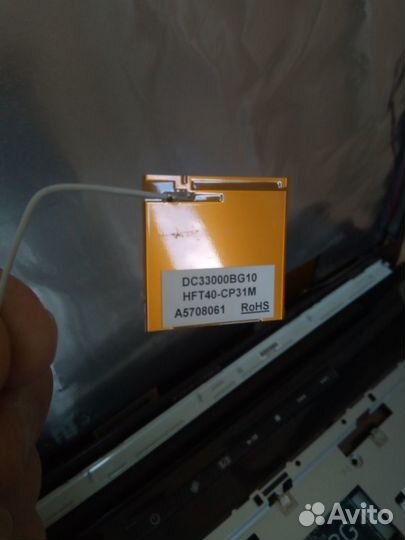 DC33000BG10
HFT40-CP31M
A5708061 RoHS
Avito